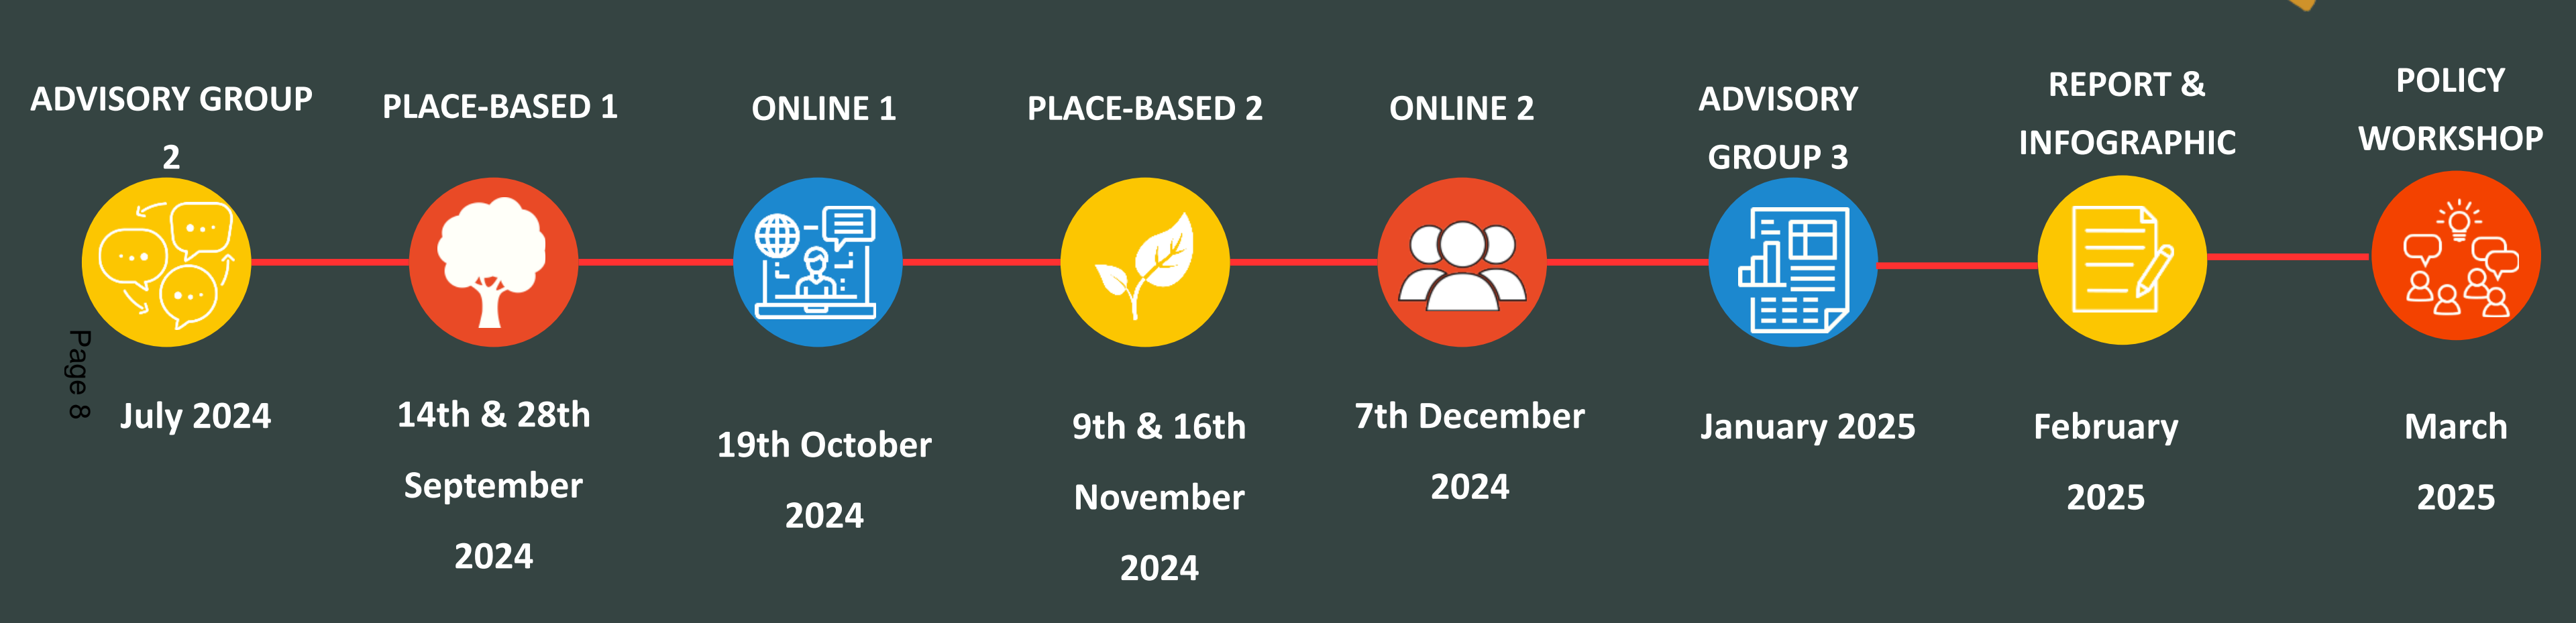 ADVISORY GROUP
2
PLACE-BASED 1
ONLINE 1
PLACE-BASED 2
ONLINE 2
ADVISORY
GROUP 3
REPORT &
INFOGRAPHIC
POLICY
WORKSHOP
July 2024
14th & 28th
September
2024
19th October
2024
9th & 16th
November
2024
7th December
2024
January 2025
February
2025
March
2025
Page 8